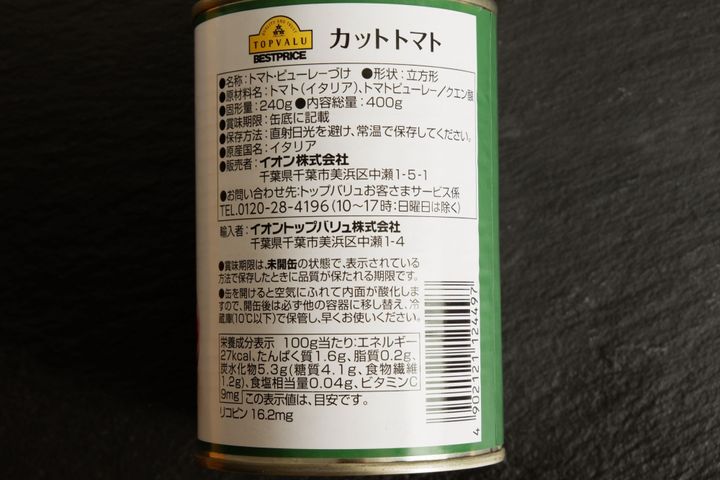 QUALITY AND TRUST
TOPVALU
BESTPRICE
カットトマト
●名称:トマト・ピューレーづけ ●形状:立方形
●原材料名:トマト(イタリア)、トマトピューレー/クエン酸
●固形量:240g ●内容総量:400g
●賞味期限:缶底に記載
●保存方法:直射日光を避け、常温で保存してください。
●原産国名:イタリア
●販売者:イオン株式会社
千葉県千葉市美浜区中瀬1-5-1
●お問い合わせ先:トップバリュお客さまサービス係
TEL.0120-28-4196(10~17時:日曜日は除く)
輸入者:イオントップバリュ株式会社
千葉県千葉市美浜区中瀬1-4
●賞味期限は、未開缶の状態で、表示されている
方法で保存したときに品質が保たれる期限です。
●缶を開けると空気にふれて内面が酸化しま
すので、開缶後は必ず他の容器に移し替え、冷
蔵庫(10℃以下)で保管し、早くお使いください。
栄養成分表示 100g当たり:エネルギー
27kcal、たんぱく質1.6g、脂質0.2g、
炭水化物5.3g(糖質4.1g、食物繊維
1.2g)、食塩相当量0.04g、ビタミンC
9mg この表示値は、目安です。
リコピン 16.2mg
4 902121 124497